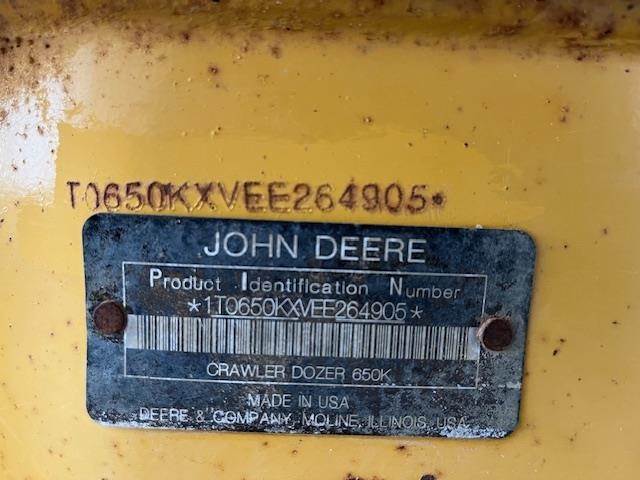 T0650KXVEE264905*
JOHN DEERE
Product Identification Number
*1T0650KXVEE264905*
CRAWLER DOZER 650K
MADE IN USA
DEERE & COMPANY, MOLINE, ILLINOIS, USA